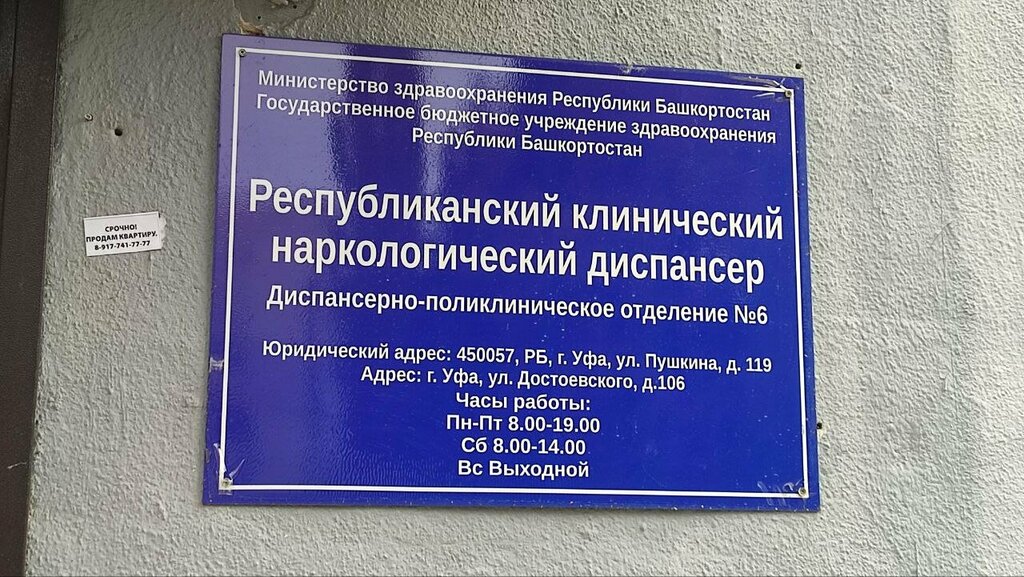 Министерство здравоохранения Республики Башкортостан
Государственное бюджетное учреждение здравоохранения
Республики Башкортостан
Республиканский клинический
наркологический диспансер
Диспансерно-поликлиническое отделение №6
Юридический адрес: 450057, РБ, г. Уфа, ул. Пушкина, д. 119
Адрес: г. Уфа, ул. Достоевского, д.106
Часы работы:
Пн-Пт 8.00-19.00
Сб 8.00-14.00
Вс Выходной
СРОЧНО!
ПРОДАМ КВАРТИРУ.
8-917-741-77-77